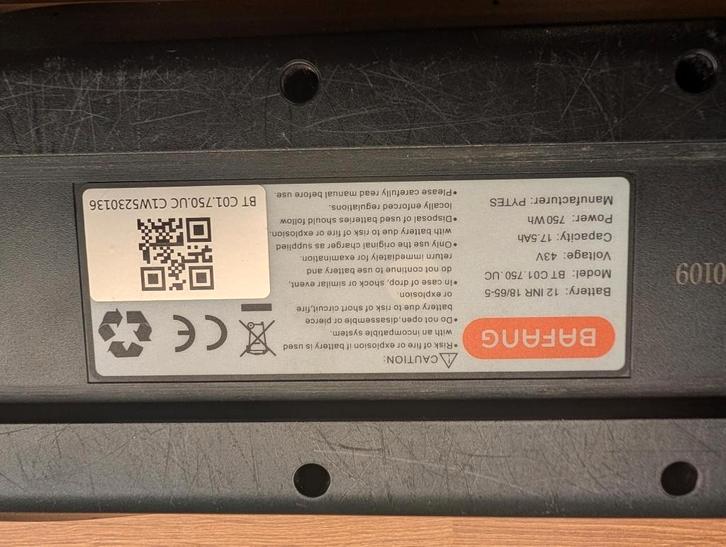 BAFANG
Battery: 12 INR 18/65-5
Model: BT C01.750.UC
Voltage: 43V
Capacity: 17.5Ah
Power: 750Wh
Manufacturer: PYTES
CAUTION:
•Risk of fire or explosion if battery is used
with an incompatible system.
•Do not open,disassemble or pierce
battery due to risk of short circuit,fire
or explosion.
•In case of drop, shock or similar event,
do not continue to use battery and
return immediately for examination.
•Only use the original charger as supplied
with battery due to risk of fire or explosion.
•Disposal of used batteries should follow
locally enforced regulations.
•Please carefully read manual before use.
CE
BT C01.750.UC C1W5230136
0109